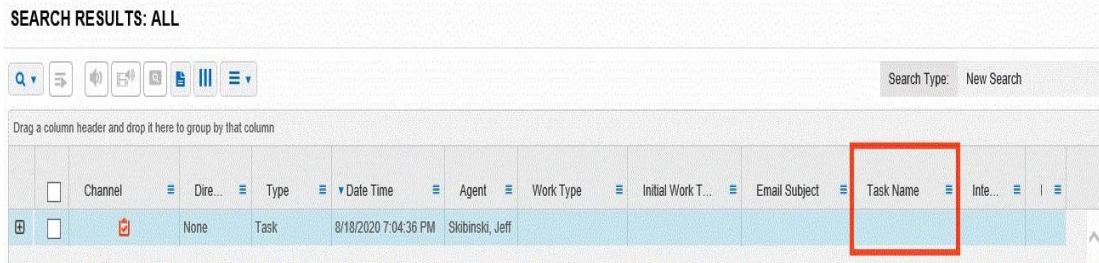 SEARCH RESULTS: ALL
Search Type: New Search
Drag a column header and drop it here to group by that column
Channel Dire... Type Date Time Agent Work Type Initial Work T... Email Subject Task Name Inte... I
None Task 8/18/2020 7:04:36 PM Skibinski, Jeff